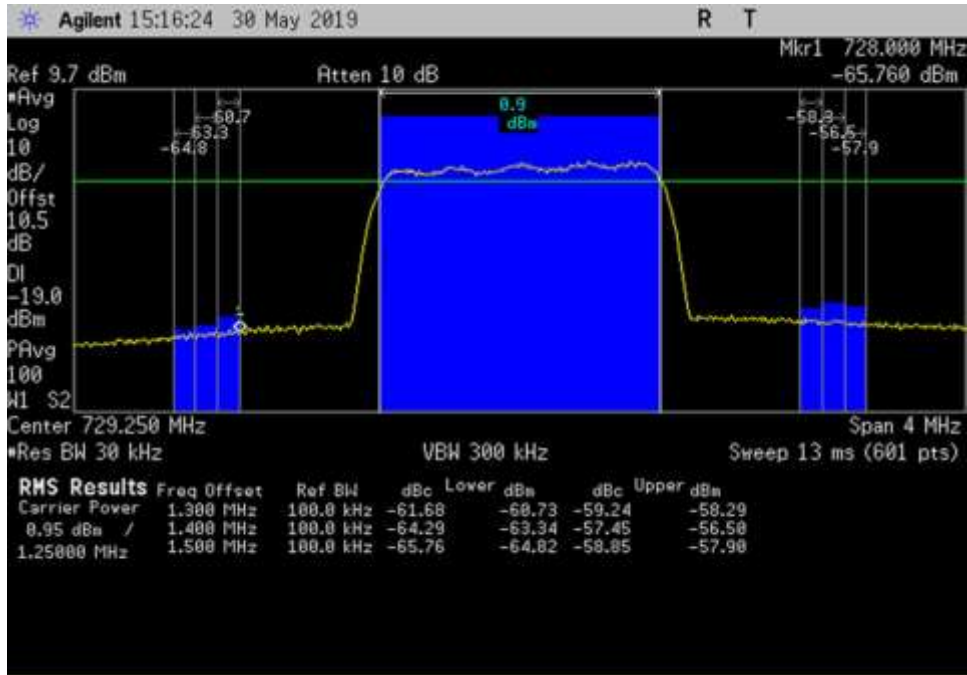 Agilent 15:16:24 30 May 2019 R T
Mkr1 728.000 MHz
Ref 9.7 dBm Atten 10 dB -65.760 dBm
#Avg
Log
10
dB/
Offst
10.5
dB
DI
-19.0
dBm
PAvg
100
W1 S2
0.9
dBm
-60.7
-63.3
-64.8
-58.3
-56.5
-57.9
Center 729.250 MHz Span 4 MHz
#Res BW 30 kHz VBW 300 kHz Sweep 13 ms (601 pts)
RMS Results Freq Offset Ref BW dBc Lower dBm dBc Upper dBm
Carrier Power 1.300 MHz 100.0 kHz -61.68 -60.73 -59.24 -58.29
0.95 dBm / 1.400 MHz 100.0 kHz -64.29 -63.34 -57.45 -56.50
1.25000 MHz 1.500 MHz 100.0 kHz -65.76 -64.82 -58.85 -57.90